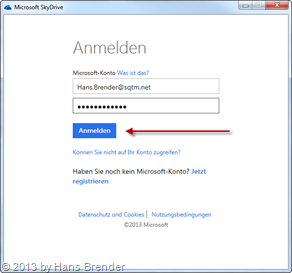 Microsoft SkyDrive
Anmelden
Microsoft-Konto Was ist das?
Hans.Brender@sqtm.net
••••••••••••
Anmelden
Können Sie nicht auf Ihr Konto zugreifen?
Haben Sie noch kein Microsoft-Konto? Jetzt
registrieren
Datenschutz und Cookies | Nutzungsbedingungen
©2013 Microsoft
© 2013 by Hans Brender